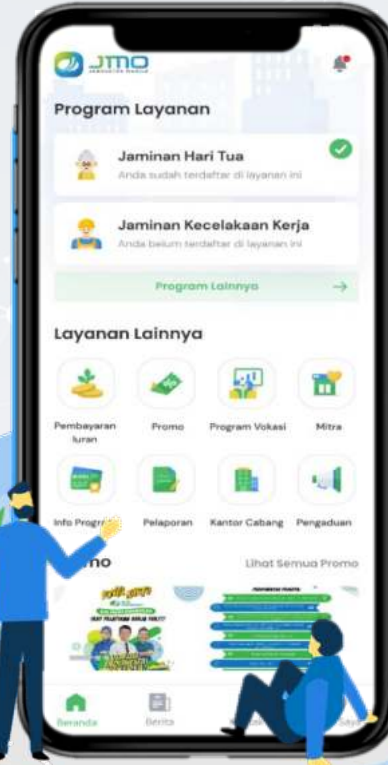 JMO
Program Layanan
Jaminan Hari Tua
Anda sudah terdaftar di layanan ini
Jaminan Kecelakaan Kerja
Anda belum terdaftar di layanan ini
Program Lainnya
Layanan Lainnya
Pembayaran Iuran
Promo
Program Vokasi
Mitra
Info
Pelaporan
Kantor Cabang
Pengaduan
Lihat Semua Promo
Beranda
Berita
Saya